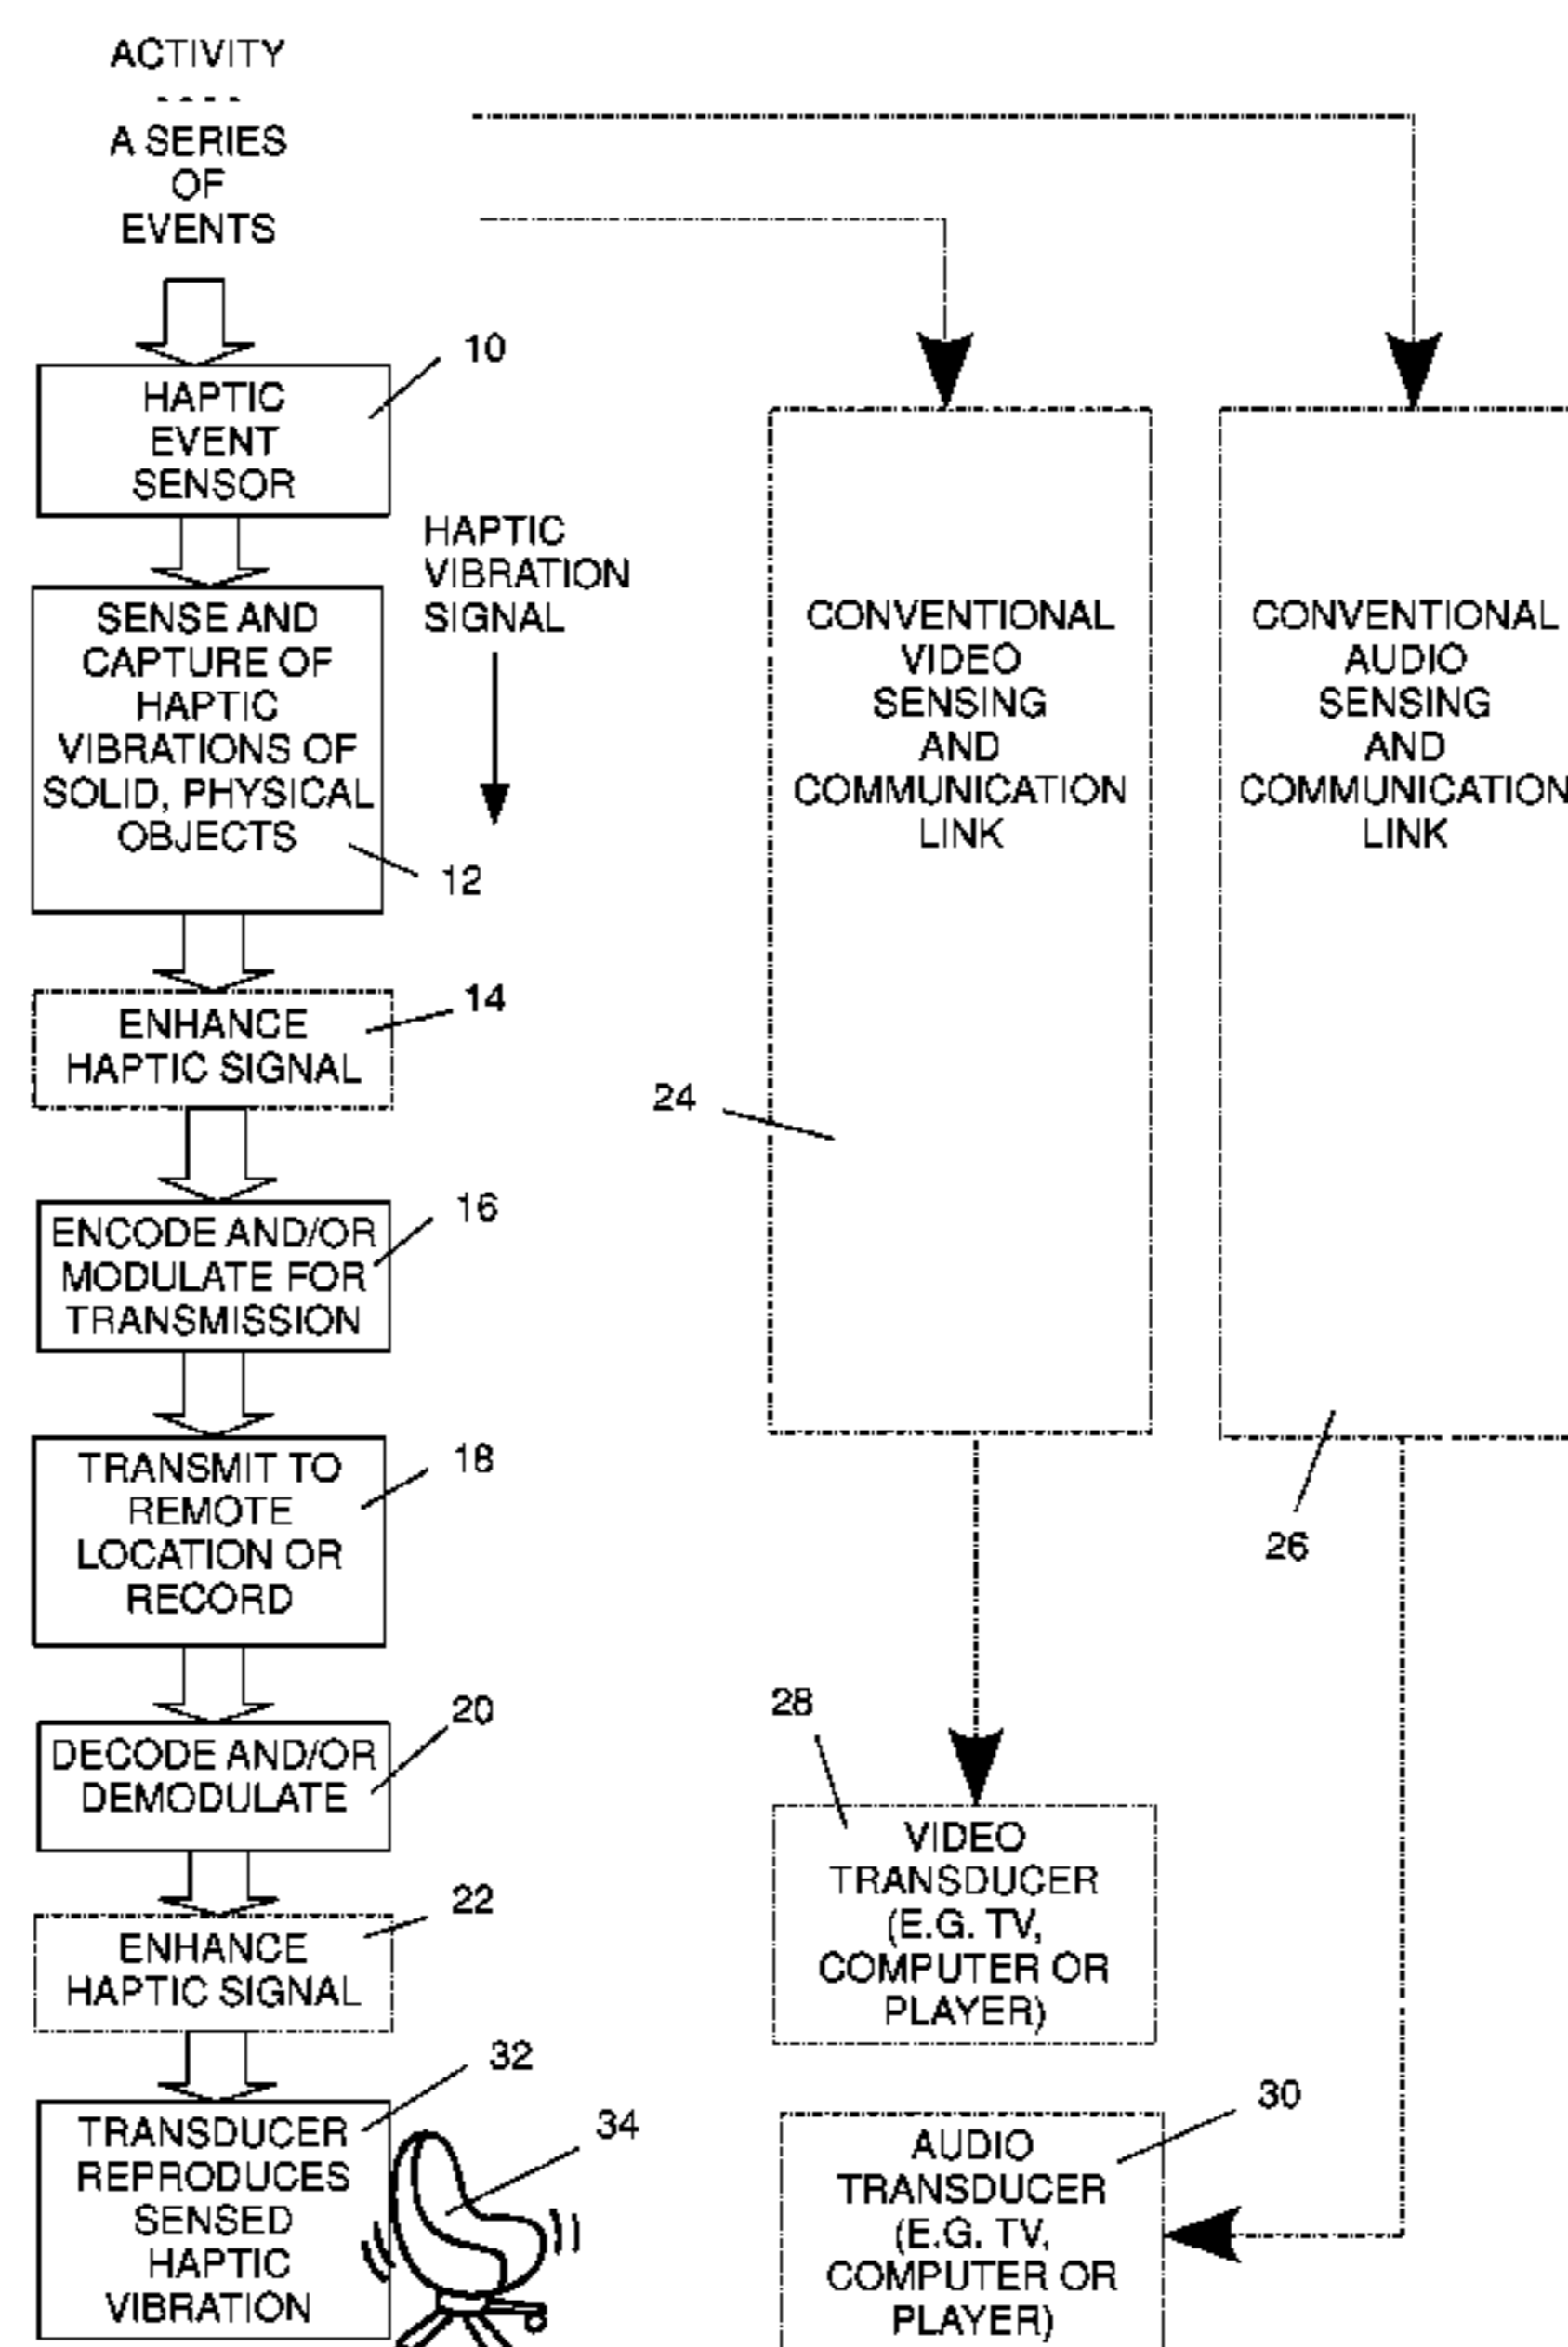 ACTIVITY
A SERIES
OF
EVENTS
10
HAPTIC
EVENT
SENSOR
HAPTIC
VIBRATION
SIGNAL
SENSE AND
CAPTURE OF
HAPTIC
VIBRATIONS OF
SOLID, PHYSICAL
OBJECTS
12
14
ENHANCE
HAPTIC SIGNAL
16
ENCODE AND/OR
MODULATE FOR
TRANSMISSION
18
TRANSMIT TO
REMOTE
LOCATION OR
RECORD
20
DECODE AND/OR
DEMODULATE
22
ENHANCE
HAPTIC SIGNAL
32
TRANSDUCER
REPRODUCES
SENSED
HAPTIC
VIBRATION
34
CONVENTIONAL
VIDEO
SENSING
AND
COMMUNICATION
LINK
24
28
VIDEO
TRANSDUCER
(E.G. TV,
COMPUTER OR
PLAYER)
CONVENTIONAL
AUDIO
SENSING
AND
COMMUNICATION
LINK
26
30
AUDIO
TRANSDUCER
(E.G. TV,
COMPUTER OR
PLAYER)